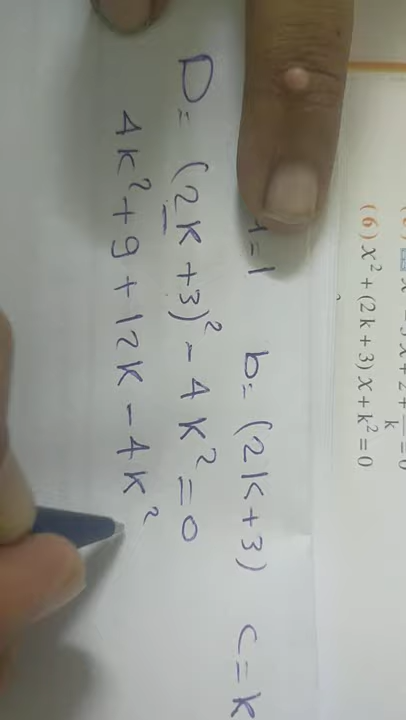 (6) x² + (2k + 3) x + k² = 0
=1 b= (2k+3) c=k
D= (2k+3)² - 4k² = 0
4k² + 9 + 12k - 4k²